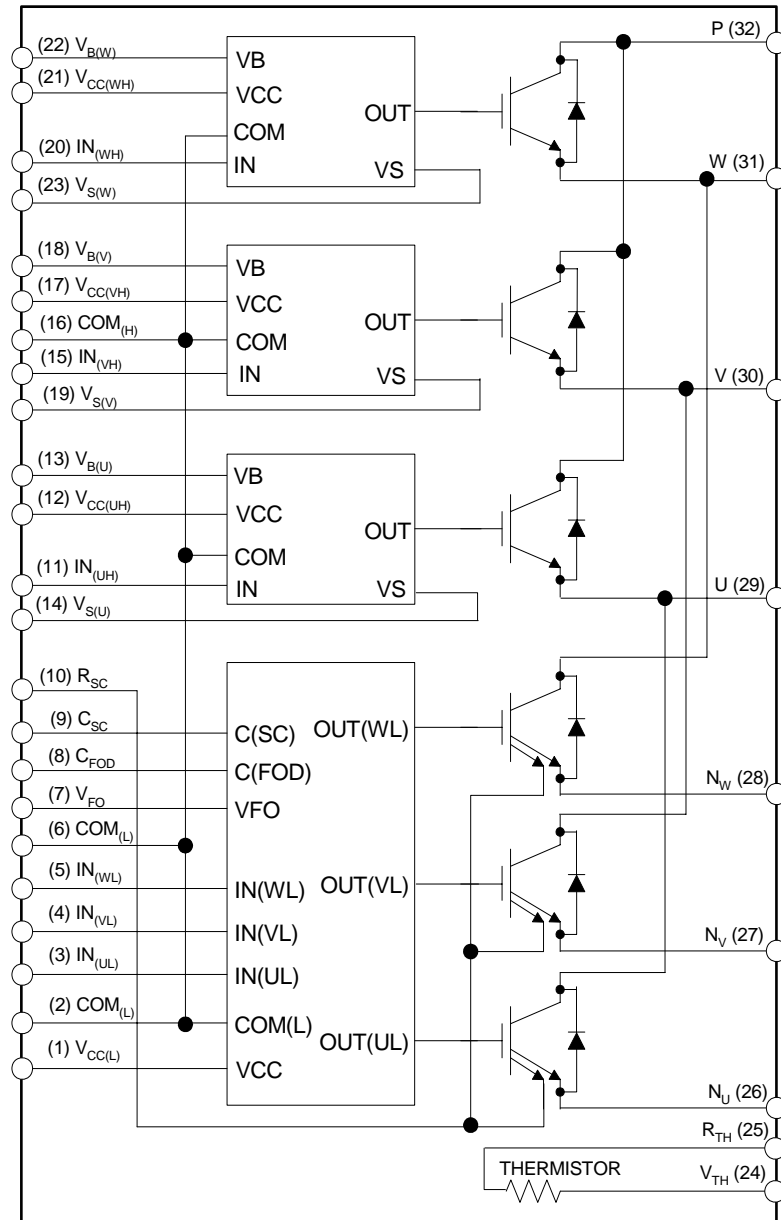 (22) VB(W)
(21) VCC(WH)
(20) IN(WH)
(23) VS(W)
VB
VCC
COM
IN
OUT
VS
P (32)
W (31)
(18) VB(V)
(17) VCC(VH)
(16) COM(H)
(15) IN(VH)
(19) VS(V)
VB
VCC
COM
IN
OUT
VS
V (30)
(13) VB(U)
(12) VCC(UH)
(11) IN(UH)
(14) VS(U)
VB
VCC
COM
IN
OUT
VS
U (29)
(10) RSC
(9) CSC
(8) CFOD
(7) VFO
(6) COM(L)
(5) IN(WL)
(4) IN(VL)
(3) IN(UL)
(2) COM(L)
(1) VCC(L)
C(SC)
C(FOD)
VFO
IN(WL)
IN(VL)
IN(UL)
COM(L)
VCC
OUT(WL)
OUT(VL)
OUT(UL)
NW (28)
NV (27)
NU (26)
RTH (25)
THERMISTOR
VTH (24)